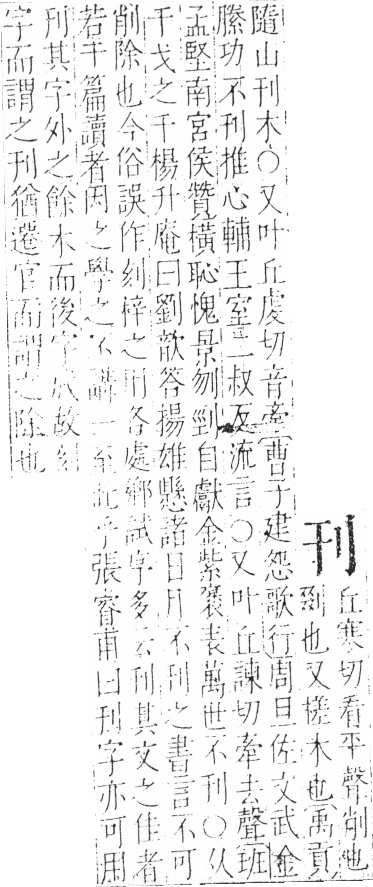 刊
丘寒切看平聲削也
剟也又槎木也禹貢
隨山刊木○又叶丘虔切音牽曹子建怨歌行周旦佐文武金
縢功不刊推心輔王室二叔反流言○又叶丘諫切牽去聲班
孟堅南宮侯贊橫恥愧景刎剄自獻金紫褒表萬世不刊○从
干戈之干楊升庵曰劉歆答揚雄懸諸日月不刊之書言不可
削除也今俗誤作刻梓之用各處鄉試序多云刊其文之佳者
若干篇讀者因之學之不講一至此乎張睿甫曰刊字亦可用
刊其字外之餘木而後字成故刻
字而謂之刊猶遷官而謂之除也